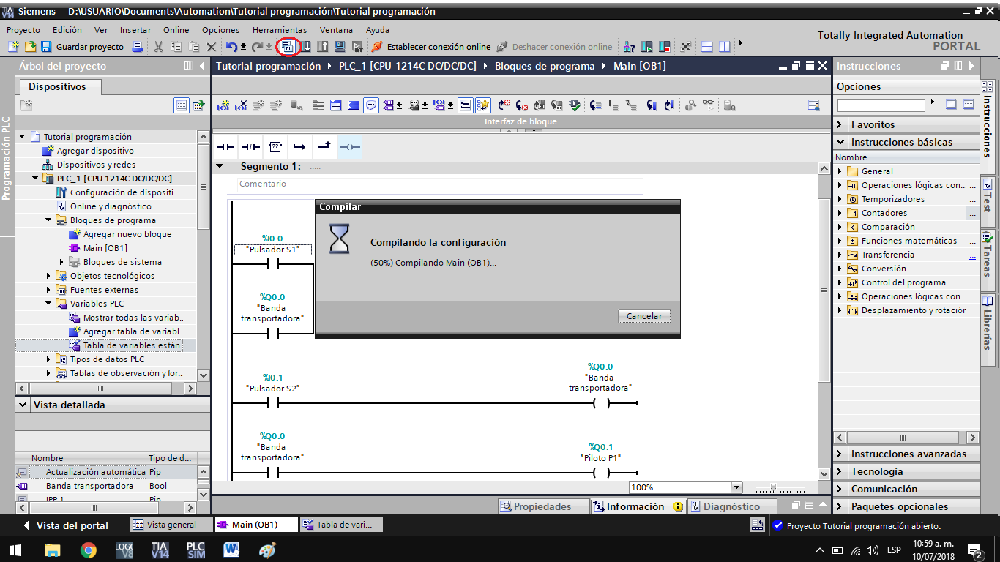 Siemens - D:\USUARIO\Documents\Automation\Tutorial programación\Tutorial programación
TIA
V14
Proyecto Edición Ver Insertar Online Opciones Herramientas Ventana Ayuda
Guardar proyecto
Establecer conexión online
Deshacer conexión online
Totally Integrated Automation
PORTAL
Árbol del proyecto
Tutorial programación PLC_1 [CPU 1214C DC/DC/DC] Bloques de programa Main [OB1]
Instrucciones
Dispositivos
Opciones
Programación PLC
Interfaz de bloque
Tutorial programación
Agregar dispositivo
Dispositivos y redes
PLC_1 [CPU 1214C DC/DC/DC]
Configuración de dispositi...
Online y diagnóstico
Bloques de programa
Agregar nuevo bloque
Main [OB1]
Bloques de sistema
Objetos tecnológicos
Fuentes externas
Variables PLC
Mostrar todas las variab..
Agregar tabla de variabl..
Tabla de variables están.
Tipos de datos PLC
Tablas de observación y for..
Vista detallada
Nombre Tipo de d...
Actualización automática Pip
Banda transportadora Bool
IPP 1 Pip
??
Segmento 1: .....
Comentario
%I0.0
"Pulsador S1"
%Q0.0
"Banda
transportadora"
%I0.1
"Pulsador S2"
%Q0.0
"Banda
transportadora"
%Q0.0
"Banda
transportadora"
%Q0.1
"Piloto P1"
Compilar
Compilando la configuración
(50%) Compilando Main (OB1)...
Cancelar
100%
Propiedades
Información
Diagnóstico
Favoritos
Instrucciones básicas
Nombre ...
General
Operaciones lógicas con.. ...
Temporizadores ...
Contadores ...
Comparación
Funciones matemáticas ...
Transferencia ...
Conversión
Control del programa ...
Operaciones lógicas con.. ...
Desplazamiento y rotación
Instrucciones avanzadas
Tecnología
Comunicación
Paquetes opcionales
Instrucciones
Test
Tareas
Librerías
Vista del portal
Vista general
Main (OB1)
Tabla de vari...
Proyecto Tutorial programación abierto.
LOGO
V8
TIA
V14
PLC
SIM
ESP
10:59 a. m.
10/07/2018
2